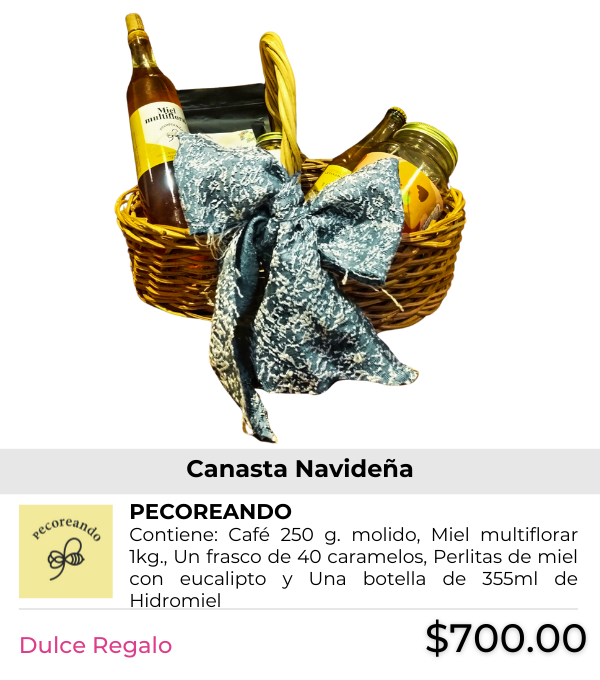 Miel
multifloral
Canasta Navideña
pecoreando
PECOREANDO
Contiene: Café 250 g. molido, Miel multiflorar
1kg., Un frasco de 40 caramelos, Perlitas de miel
con eucalipto y Una botella de 355ml de
Hidromiel
Dulce Regalo
$700.00